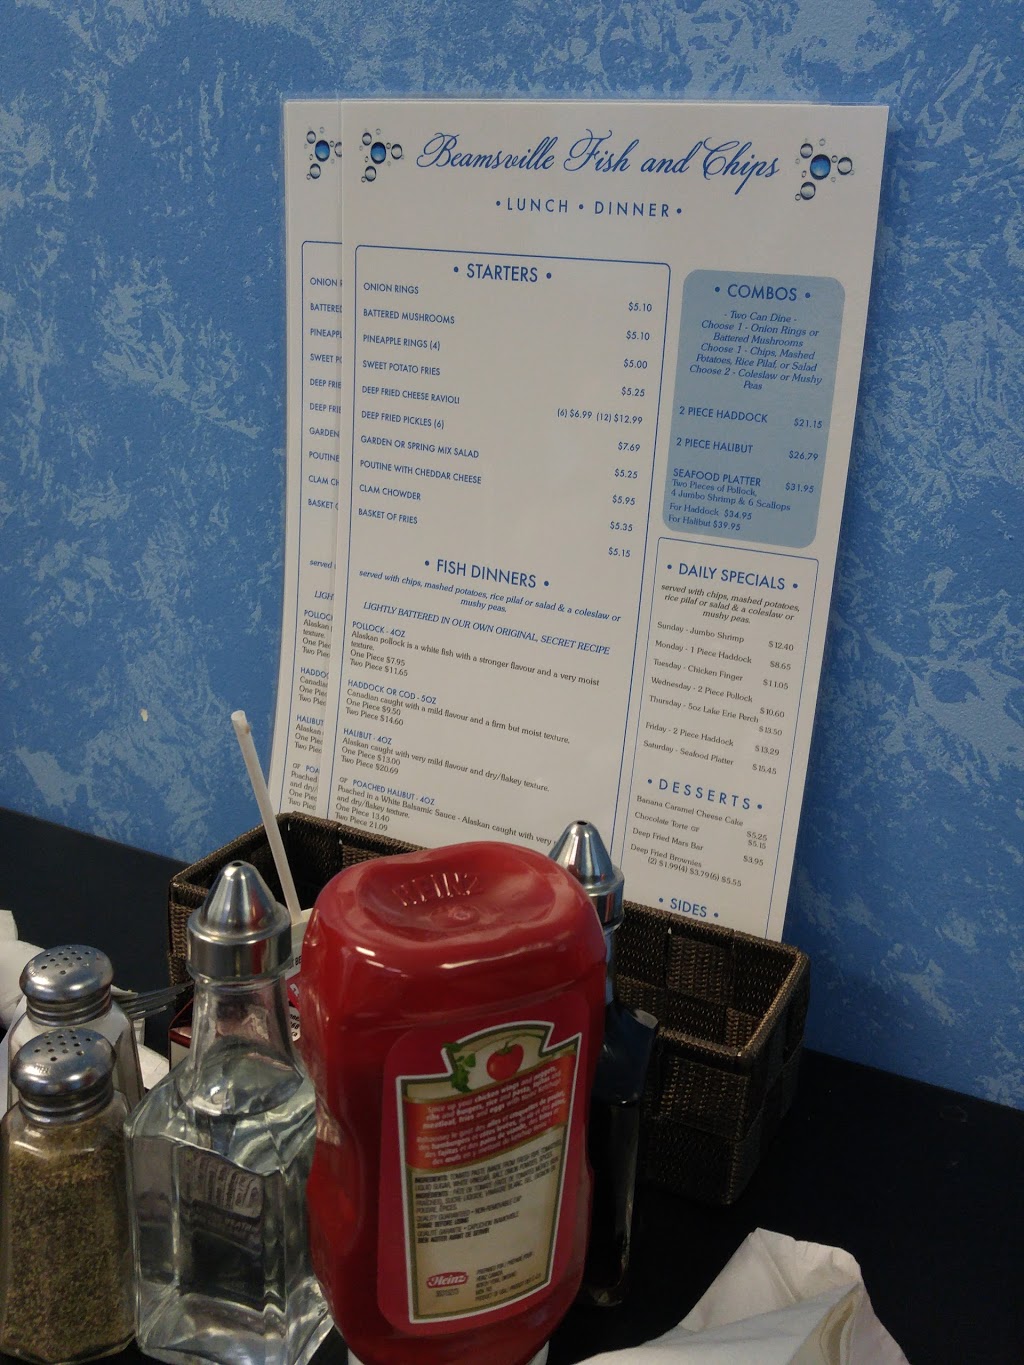 Beamsville Fish and Chips
• LUNCH • DINNER •
• STARTERS •
ONION RINGS $5.10
BATTERED MUSHROOMS $5.10
PINEAPPLE RINGS (4) $5.00
SWEET POTATO FRIES $5.25
DEEP FRIED CHEESE RAVIOLI (6) $6.99 (12) $12.99
DEEP FRIED PICKLES (6) $7.69
GARDEN OR SPRING MIX SALAD $5.25
POUTINE WITH CHEDDAR CHEESE $5.95
CLAM CHOWDER $5.35
BASKET OF FRIES $5.15
• FISH DINNERS •
served with chips, mashed potatoes, rice pilaf or salad & a coleslaw or
mushy peas.
LIGHTLY BATTERED IN OUR OWN ORIGINAL, SECRET RECIPE
POLLOCK - 4OZ
Alaskan pollock is a white fish with a stronger flavour and a very moist
texture.
One Piece $7.95
Two Piece $11.65
HADDOCK OR COD - 5OZ
Canadian caught with a mild flavour and a firm but moist texture.
One Piece $9.50
Two Piece $14.60
HALIBUT - 4OZ
Alaskan caught with very mild flavour and dry/flakey texture.
One Piece $13.00
Two Piece $20.69
or POACHED HALIBUT - 4OZ
Poached in a White Balsamic Sauce - Alaskan caught with very
and dry/flakey texture.
One Piece 13.40
Two Piece 21.09
• COMBOS •
- Two Can Dine -
Choose 1 - Onion Rings or
Battered Mushrooms
Choose 1 - Chips, Mashed
Potatoes, Rice Pilaf, or Salad
Choose 2 - Coleslaw or Mushy
Peas
2 PIECE HADDOCK $21.15
2 PIECE HALIBUT $26.79
SEAFOOD PLATTER $31.95
Two Pieces of Pollock,
4 Jumbo Shrimp & 6 Scallops
For Haddock $34.95
For Halibut $39.95
• DAILY SPECIALS •
served with chips, mashed potatoes,
rice pilaf or salad & a coleslaw or
mushy peas.
Sunday - Jumbo Shrimp $12.40
Monday - 1 Piece Haddock $8.65
Tuesday - Chicken Finger $11.05
Wednesday - 2 Piece Pollock $10.60
Thursday - 5oz Lake Erie Perch $13.50
Friday - 2 Piece Haddock $13.29
Saturday - Seafood Platter $15.45
• DESSERTS •
Banana Caramel Cheese Cake $5.25
Chocolate Torte or $5.15
Deep Fried Mars Bar $3.95
Deep Fried Brownies
(2) $1.99(4) $3.79(6) $5.55
• SIDES •
HEINZ
Spice up your chicken wings and nuggets,
Heinz